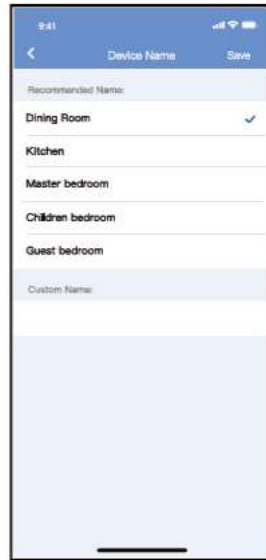 9:41
Device Name
Save
Recommended Name:
Dining Room
Kitchen
Master bedroom
Children bedroom
Guest bedroom
Custom Name: